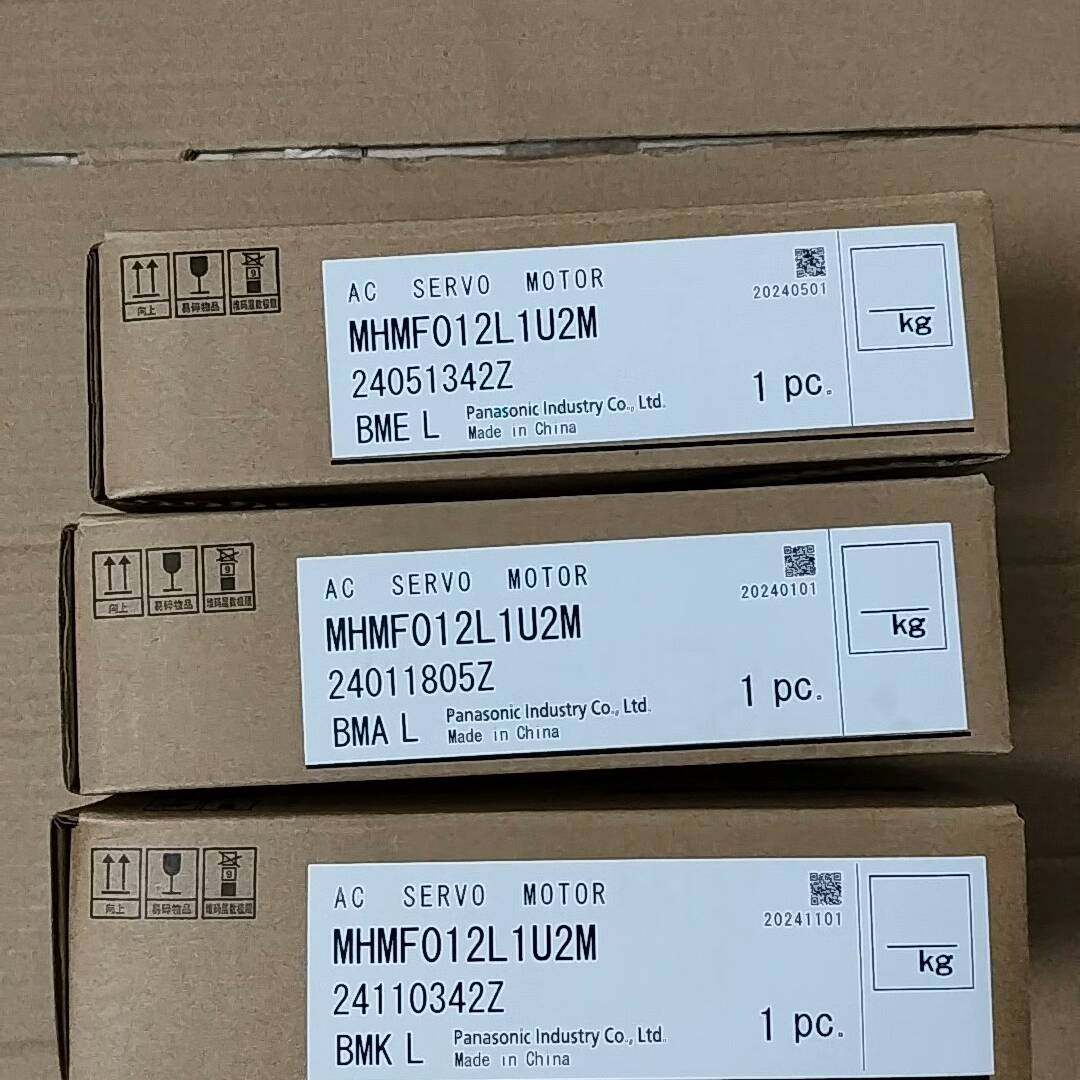 向上
易碎物品
9
堆码层数极限
AC SERVO MOTOR
20240501
MHMF012L1U2M
kg
24051342Z
1 pc.
BME L
Panasonic Industry Co., Ltd.
Made in China
向上
易碎物品
9
堆码层数极限
AC SERVO MOTOR
20240101
MHMF012L1U2M
kg
24011805Z
1 pc.
BMA L
Panasonic Industry Co., Ltd.
Made in China
向上
易碎物品
9
堆码层数极限
AC SERVO MOTOR
20241101
MHMF012L1U2M
kg
24110342Z
1 pc.
BMK L
Panasonic Industry Co., Ltd.
Made in China